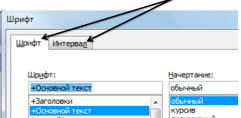 Шрифт
Шрифт Интервал
Шрифт: Начертание:
+Основной текст обычный
+Заголовки обычный
+Основной текст курсив